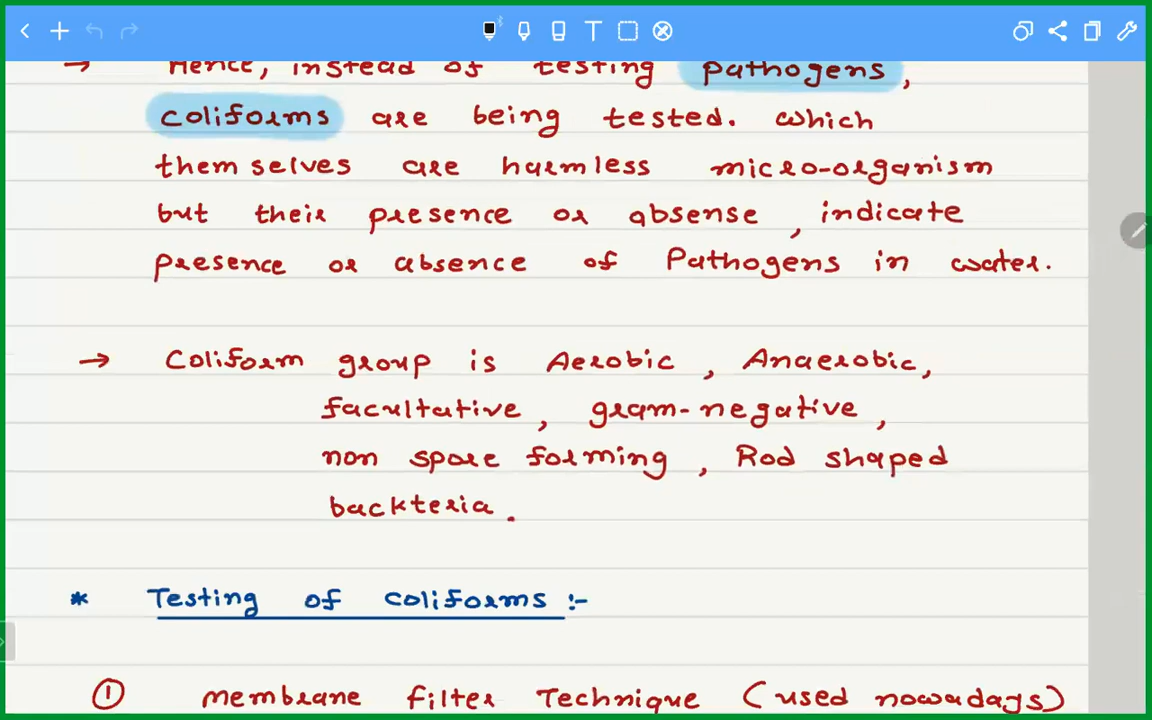 → Hence, instead of testing pathogens,
coliforms are being tested. which
themselves are harmless micro-organism
but their presence or absense, indicate
presence or absence of Pathogens in water.
→ Coliform group is Aerobic, Anaerobic,
facultative, gram-negative,
non spore forming, Rod shaped
backteria.
* Testing of coliforms :-
① membrane filter Technique (used nowadays)